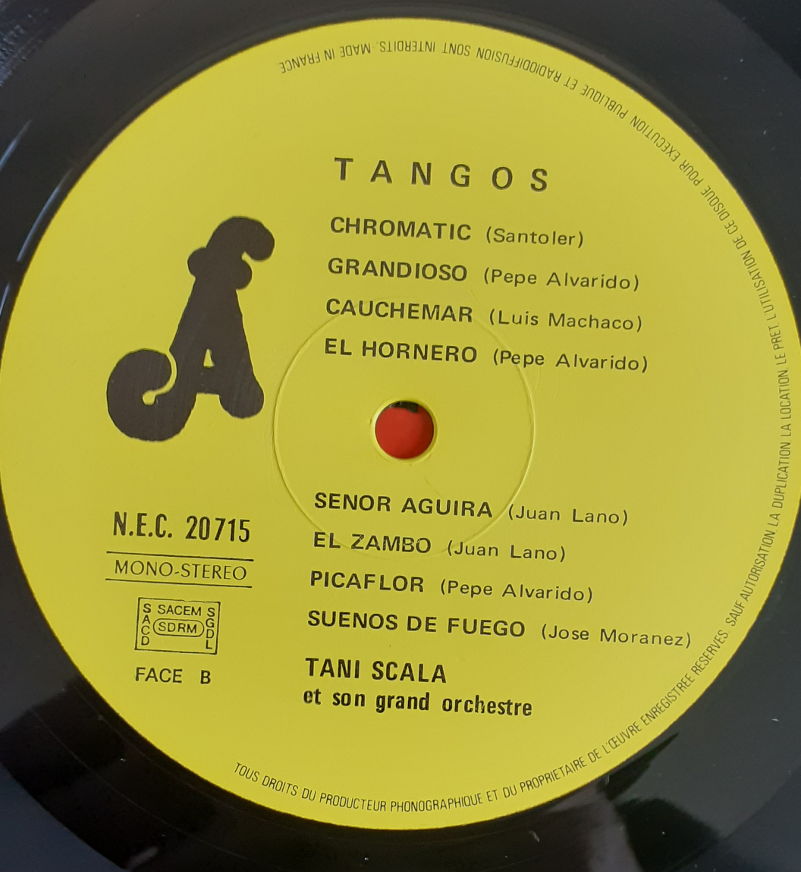 TANGOS
CHROMATIC (Santoler)
GRANDIOSO (Pepe Alvarido)
CAUCHEMAR (Luis Machaco)
EL HORNERO (Pepe Alvarido)
SENOR AGUIRA (Juan Lano)
EL ZAMBO (Juan Lano)
PICAFLOR (Pepe Alvarido)
SUENOS DE FUEGO (Jose Moranez)
TANI SCALA
et son grand orchestre
A
N.E.C. 20715
MONO-STEREO
SACD SACEM SDRM SGDL
FACE B
TOUS DROITS DU PRODUCTEUR PHONOGRAPHIQUE ET DU PROPRIETAIRE DE L'ŒUVRE ENREGISTREE RESERVES. SAUF AUTORISATION LA DUPLICATION LA LOCATION LE PRET L'UTILISATION DE CE DISQUE POUR EXECUTION PUBLIQUE ET RADIODIFFUSION SONT INTERDITS. MADE IN FRANCE.